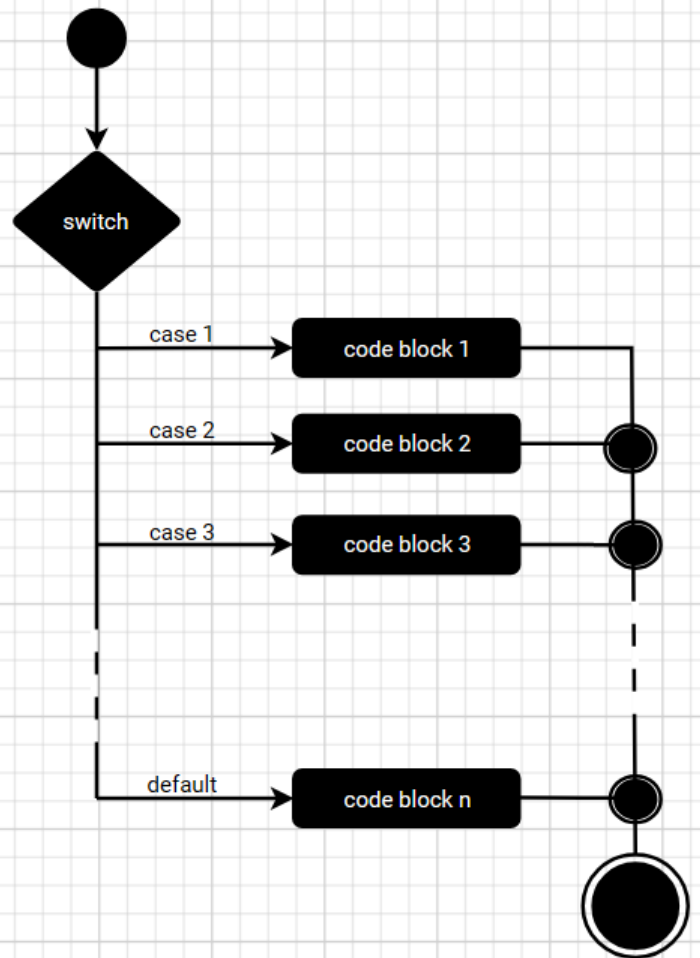 switch
case 1
code block 1
case 2
code block 2
case 3
code block 3
default
code block n